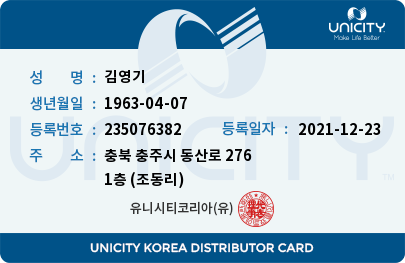 UNICITY
Make Life Better
성 명 : 김영기
생년월일 : 1963-04-07
등록번호 : 235076382 등록일자 : 2021-12-23
주 소 : 충북 충주시 동산로 276
1층 (조동리)
UNICITY
TM
유니시티코리아(유)
UNICITY KOREA DISTRIBUTOR CARD